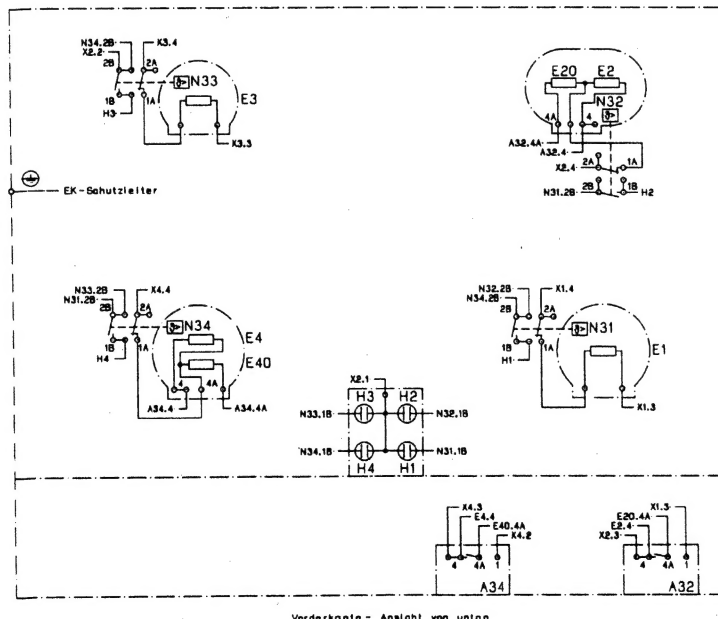 N34.2B X3.4
X2.2
2B 2A
N33
E3
1B 1A
H3
X3.3
E20 E2
N32
4A 4
A32.4A
A32.4
X2.4 2A 1A
N31.2B 2B 1B H2
EK-Schutzleiter
N33.2B X4.4
N31.2B
2B 2A
N34
E4
1B 1A
H4
E40
4 4A
A34.4 A34.4A
N32.2B X1.4
N34.2B
2B 2A
N31
E1
1B 1A
H1
X1.3
X2.1
H3 H2
N33.1B N32.1B
N34.1B N31.1B
H4 H1
X4.3
E4.4
E40.4A
X4.2
4 4A 1
A34
X1.3
E20.4A
E2.4
X2.3
4 4A 1
A32
Vorderkante - Ansicht von unten